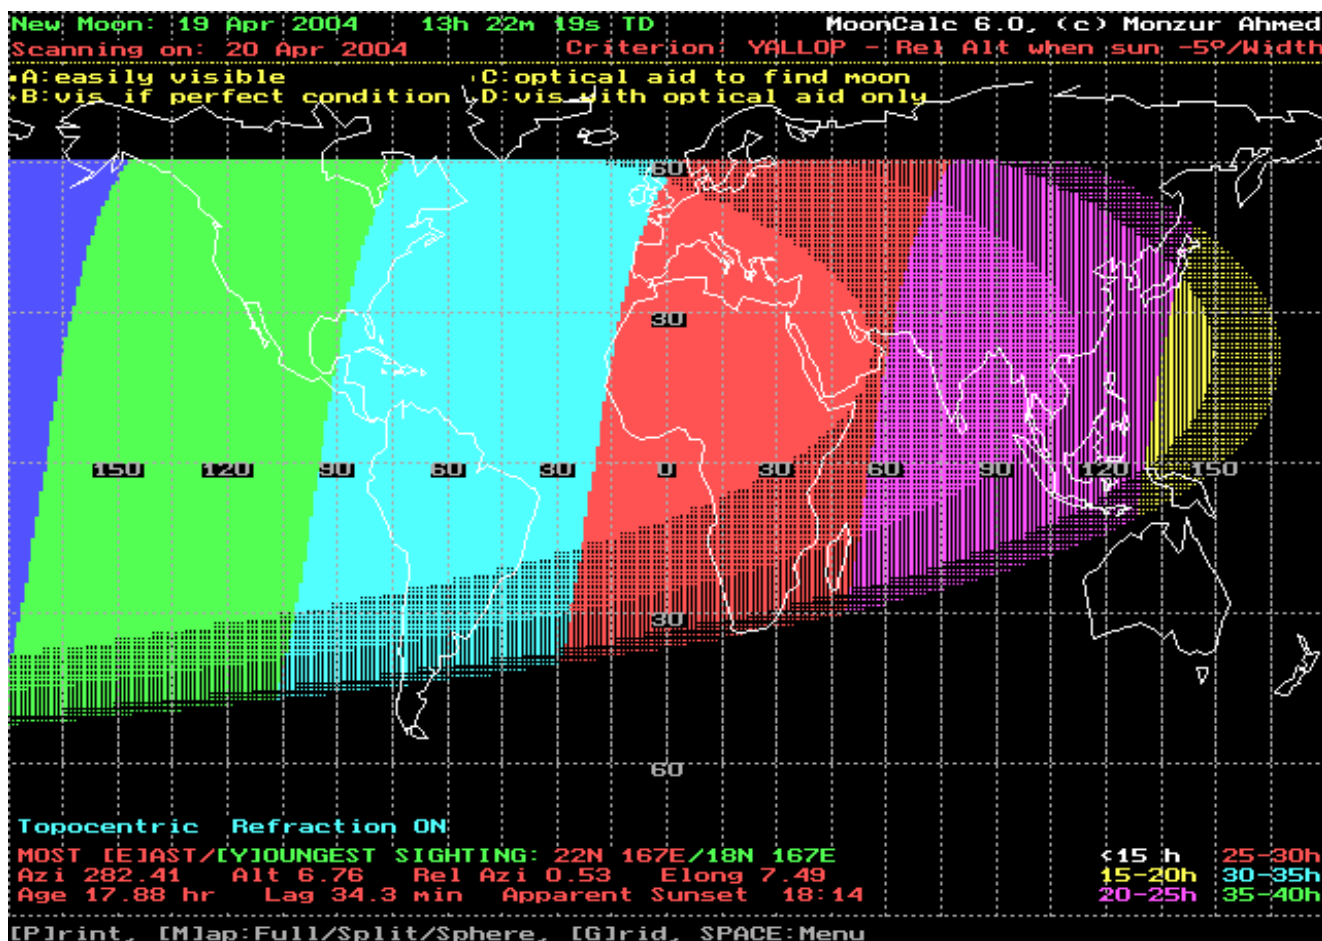 New Moon: 19 Apr 2004 13h 22m 19s TD MoonCalc 6.0, (c) Monzur Ahmed
Scanning on: 20 Apr 2004 Criterion: YALLOP - Rel Alt when sun -5º/Width
A:easily visible C:optical aid to find moon
B:vis if perfect condition D:vis with optical aid only
60
30
150 120 90 60 30 0 30 60 90 120 150
30
60
Topocentric Refraction ON
MOST [E]AST/[Y]OUNGEST SIGHTING: 22N 167E/18N 167E <15 h 25-30h
Azi 282.41 Alt 6.76 Rel Azi 0.53 Elong 7.49 15-20h 30-35h
Age 17.88 hr Lag 34.3 min Apparent Sunset 18:14 20-25h 35-40h
[P]rint, [M]ap:Full/Split/Sphere, [G]rid, SPACE:Menu